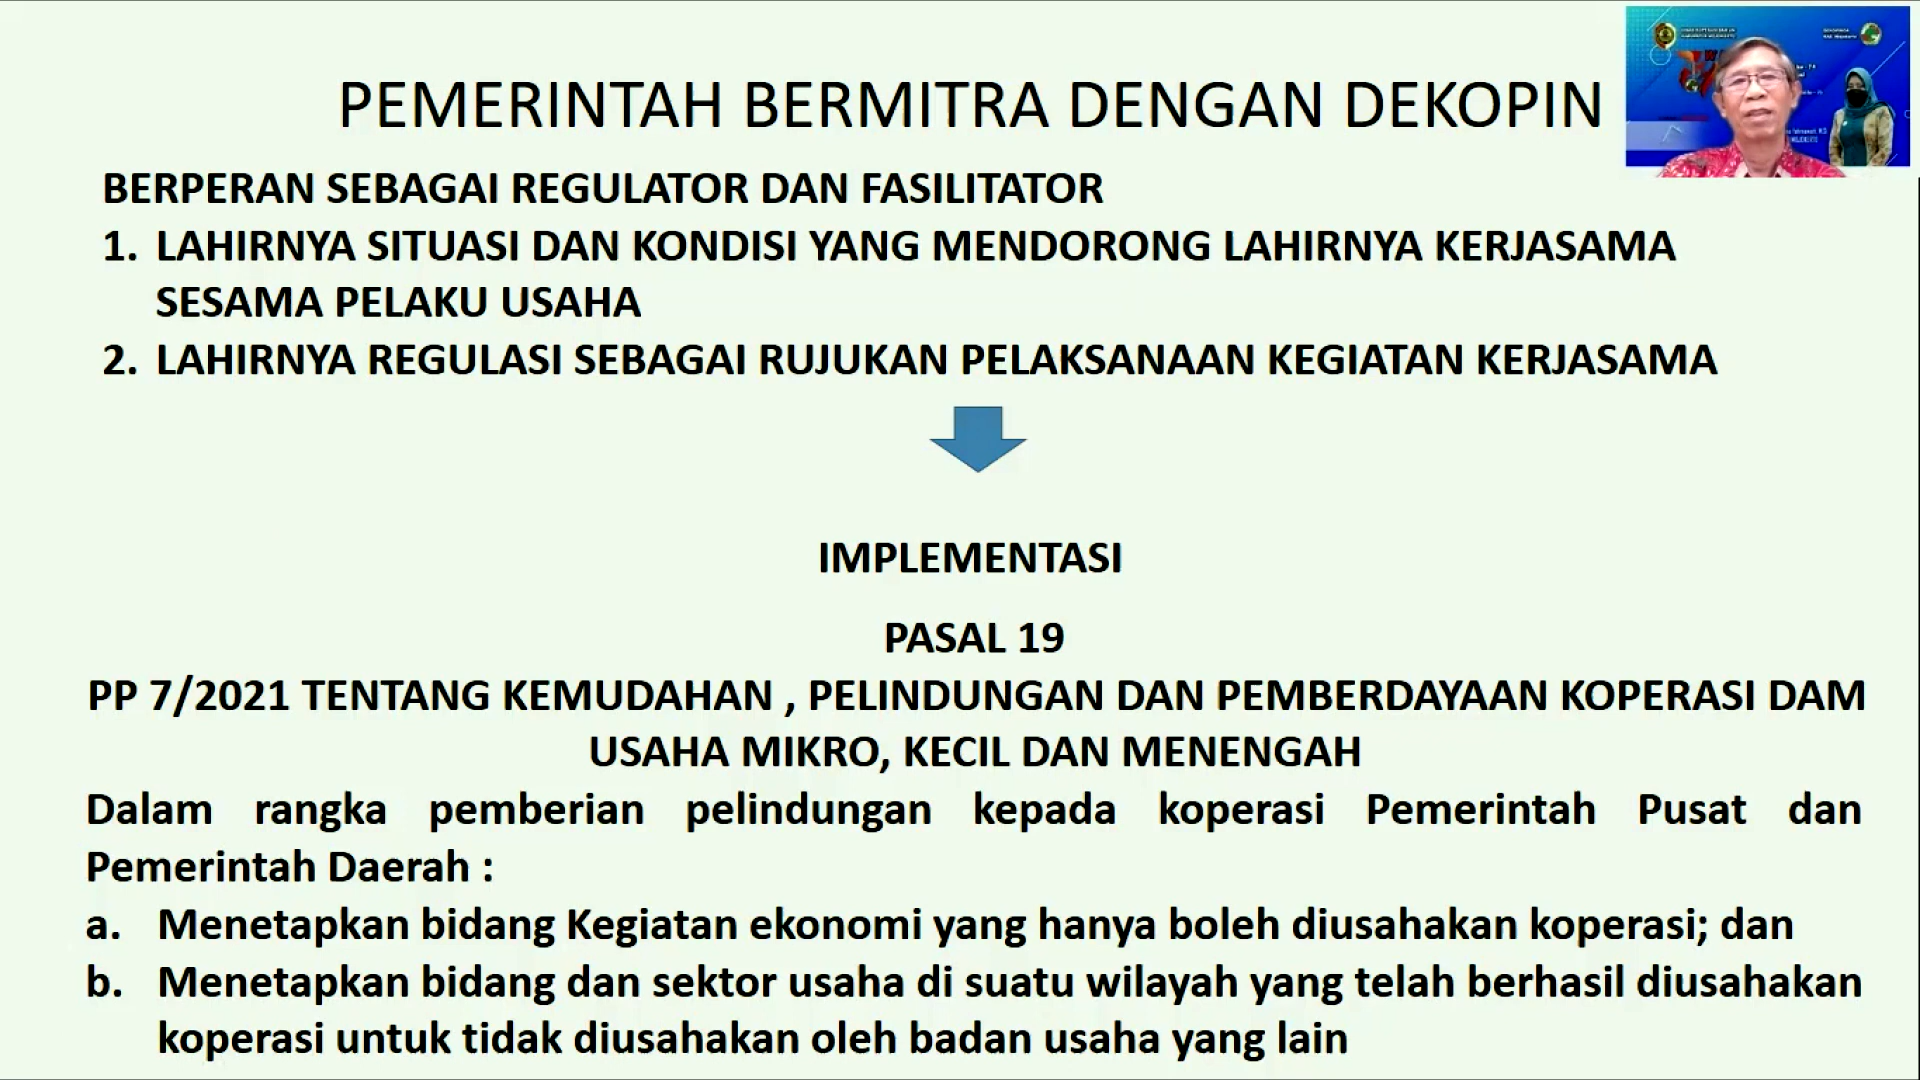 PEMERINTAH BERMITRA DENGAN DEKOPIN
BERPERAN SEBAGAI REGULATOR DAN FASILITATOR
1. LAHIRNYA SITUASI DAN KONDISI YANG MENDORONG LAHIRNYA KERJASAMA
SESAMA PELAKU USAHA
2. LAHIRNYA REGULASI SEBAGAI RUJUKAN PELAKSANAAN KEGIATAN KERJASAMA
IMPLEMENTASI
PASAL 19
PP 7/2021 TENTANG KEMUDAHAN , PELINDUNGAN DAN PEMBERDAYAAN KOPERASI DAM
USAHA MIKRO, KECIL DAN MENENGAH
Dalam rangka pemberian pelindungan kepada koperasi Pemerintah Pusat dan
Pemerintah Daerah :
a. Menetapkan bidang Kegiatan ekonomi yang hanya boleh diusahakan koperasi; dan
b. Menetapkan bidang dan sektor usaha di suatu wilayah yang telah berhasil diusahakan
koperasi untuk tidak diusahakan oleh badan usaha yang lain